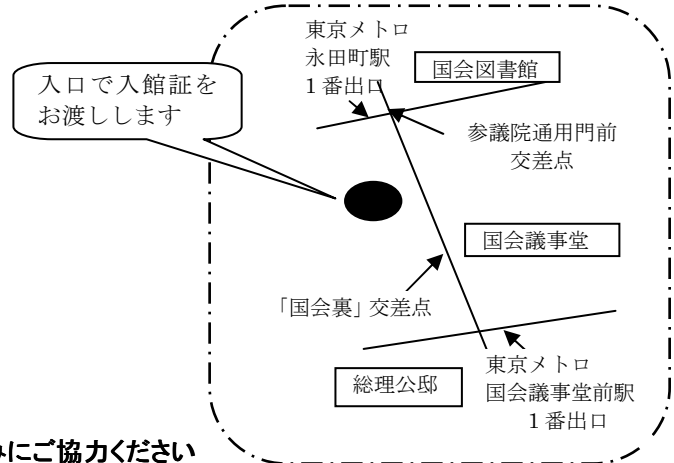 東京メトロ
永田町駅
1番出口
国会図書館
入口で入館証を
お渡しします
参議院通用門前
交差点
国会議事堂
「国会裏」交差点
東京メトロ
国会議事堂前駅
1番出口
総理公邸
みにご協力ください